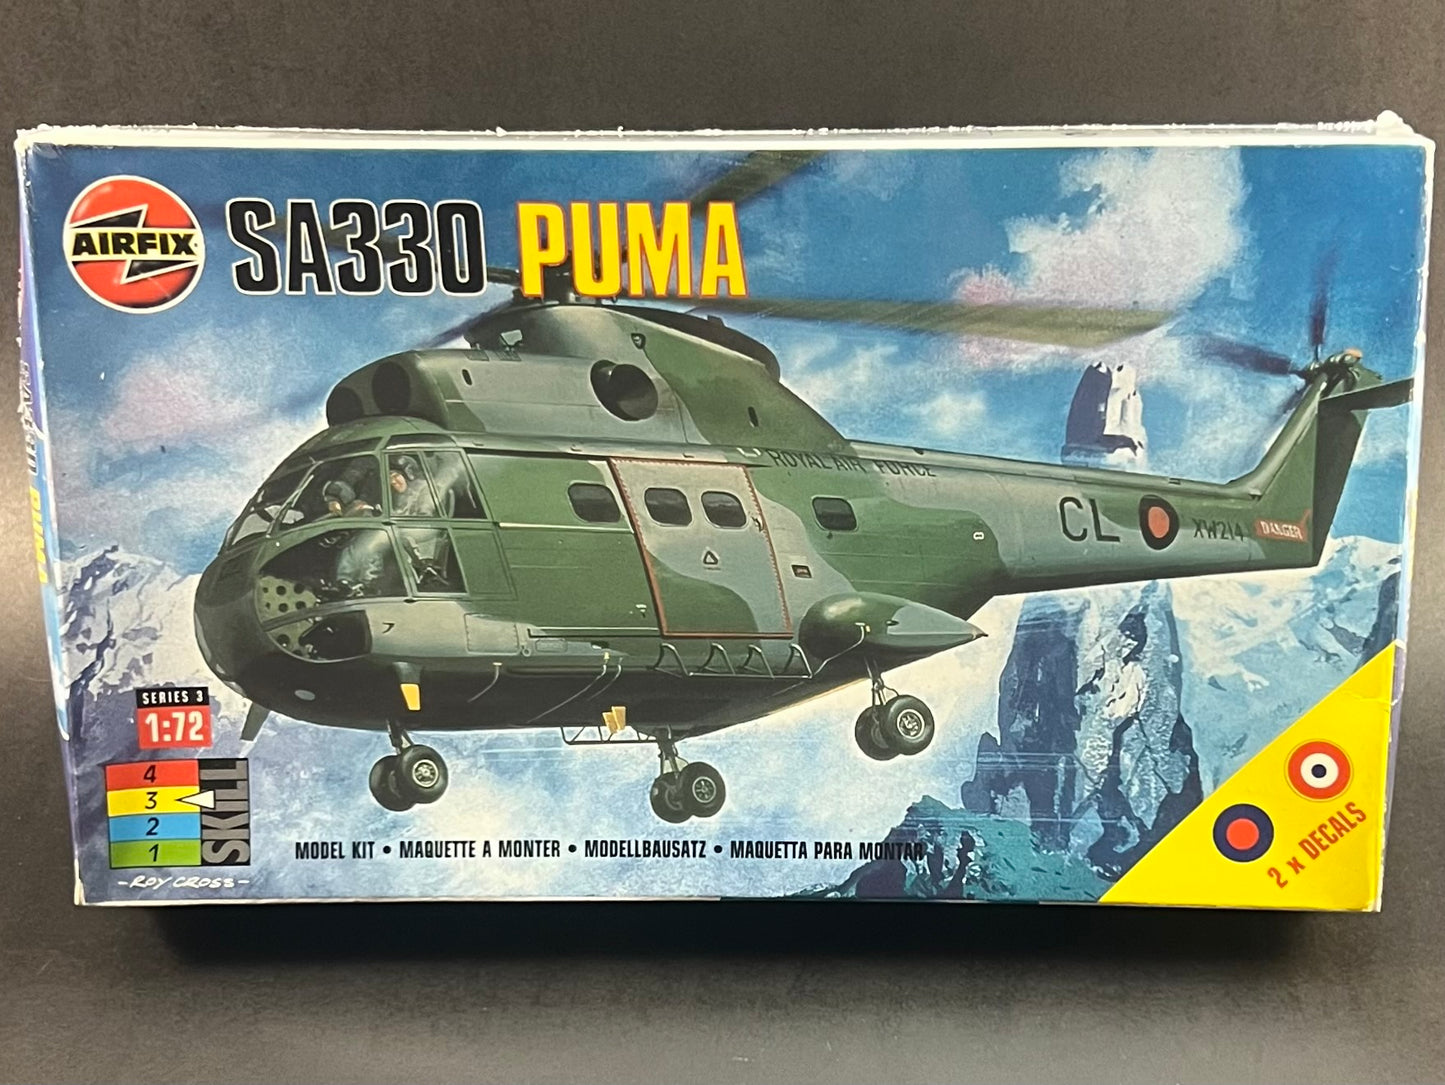 AIRFIX
SA330 PUMA
ROYAL AIR FORCE
CL
XW214
DANGER
SERIES 3
1:72
4
3
2
1
SKILL
MODEL KIT • MAQUETTE A MONTER • MODELLBAUSATZ • MAQUETTA PARA MONTAR
-ROY CROSS-
2 x DECALS
PUMA